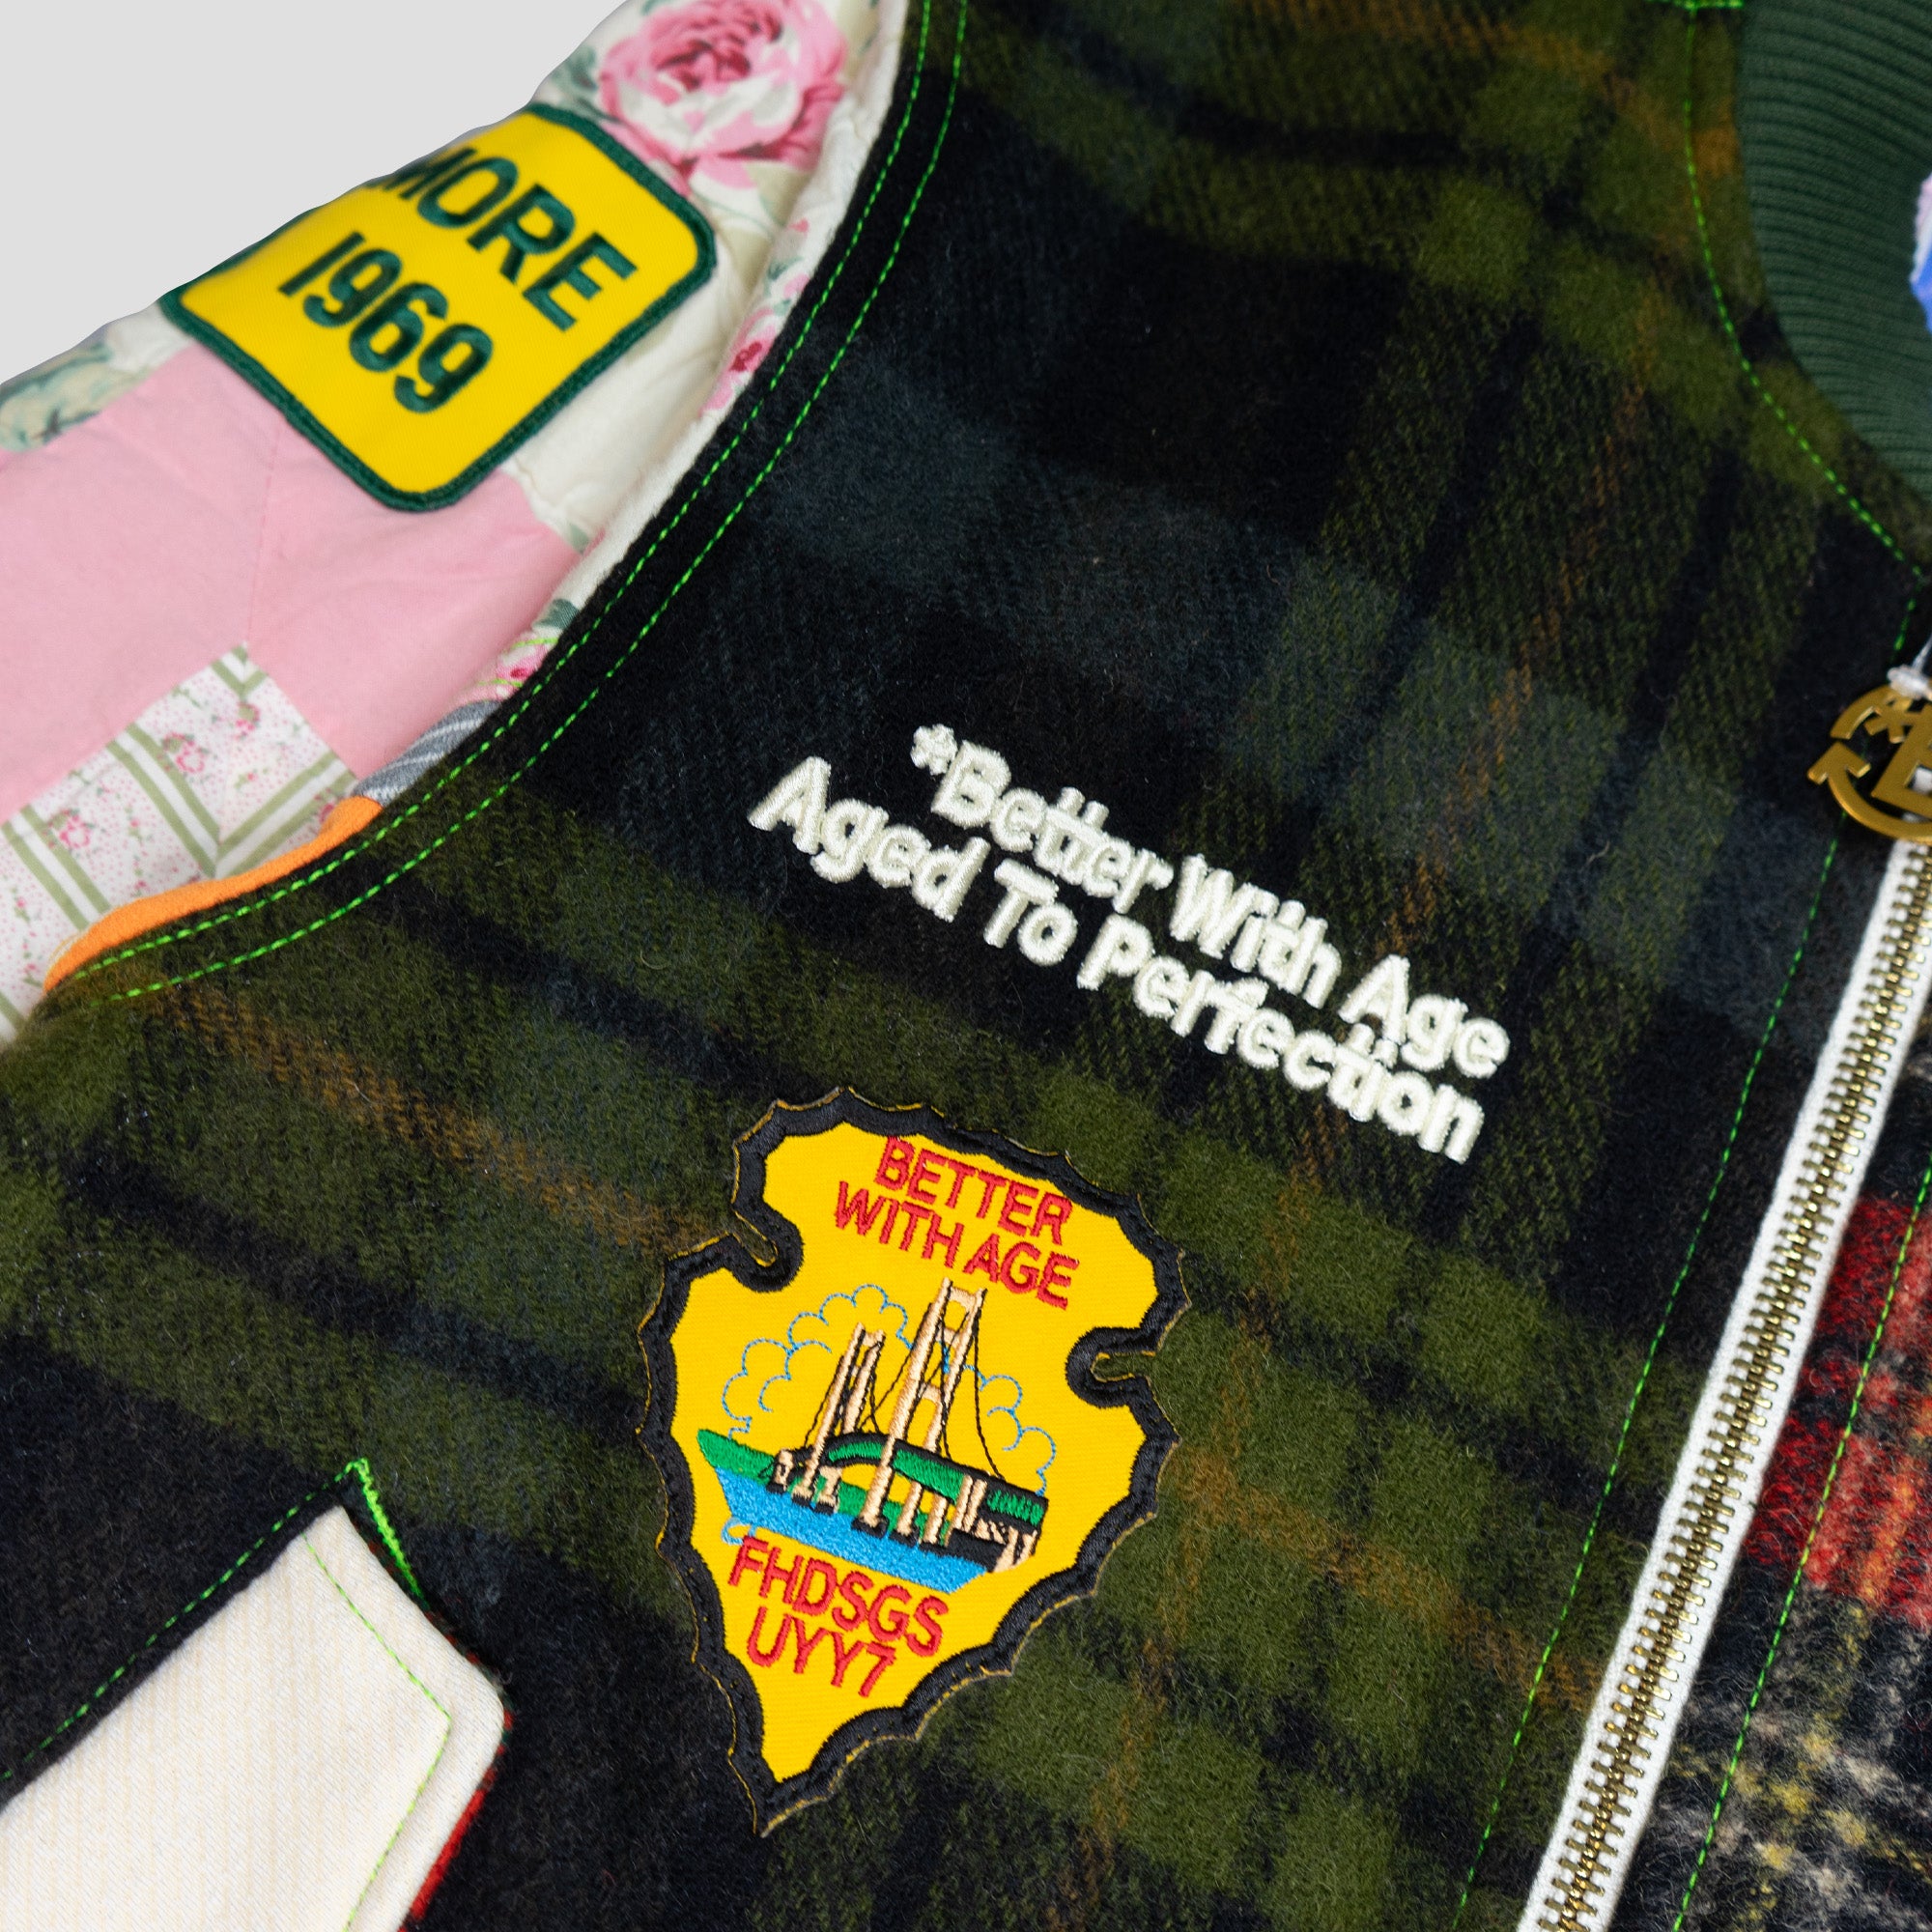 MORE
1969
*Better With Age
Aged To Perfection
BETTER
WITH AGE
FHDSGS
UYY7